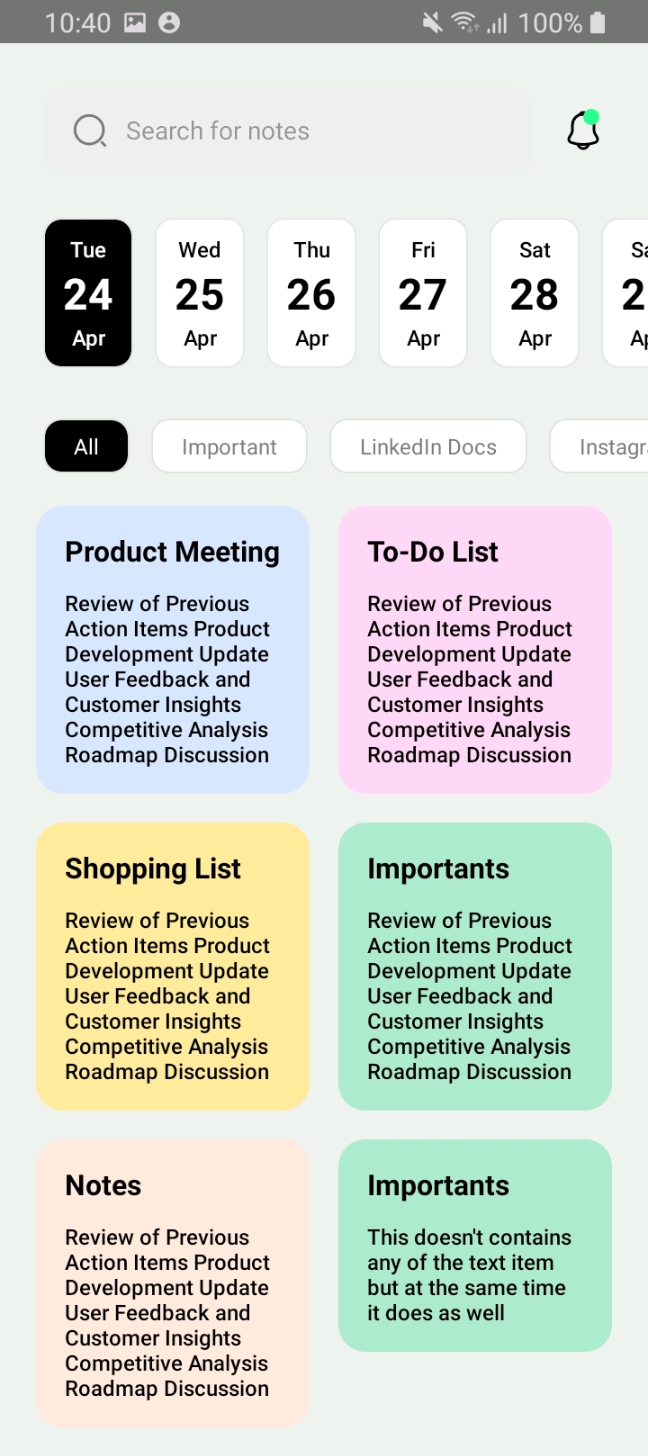 10:40 100%
Search for notes
Tue Wed Thu Fri Sat Sa
24 25 26 27 28 2
Apr Apr Apr Apr Apr Ap
All Important LinkedIn Docs Instagr
Product Meeting
Review of Previous
Action Items Product
Development Update
User Feedback and
Customer Insights
Competitive Analysis
Roadmap Discussion
To-Do List
Review of Previous
Action Items Product
Development Update
User Feedback and
Customer Insights
Competitive Analysis
Roadmap Discussion
Shopping List
Review of Previous
Action Items Product
Development Update
User Feedback and
Customer Insights
Competitive Analysis
Roadmap Discussion
Importants
Review of Previous
Action Items Product
Development Update
User Feedback and
Customer Insights
Competitive Analysis
Roadmap Discussion
Notes
Review of Previous
Action Items Product
Development Update
User Feedback and
Customer Insights
Competitive Analysis
Roadmap Discussion
Importants
This doesn't contains
any of the text item
but at the same time
it does as well